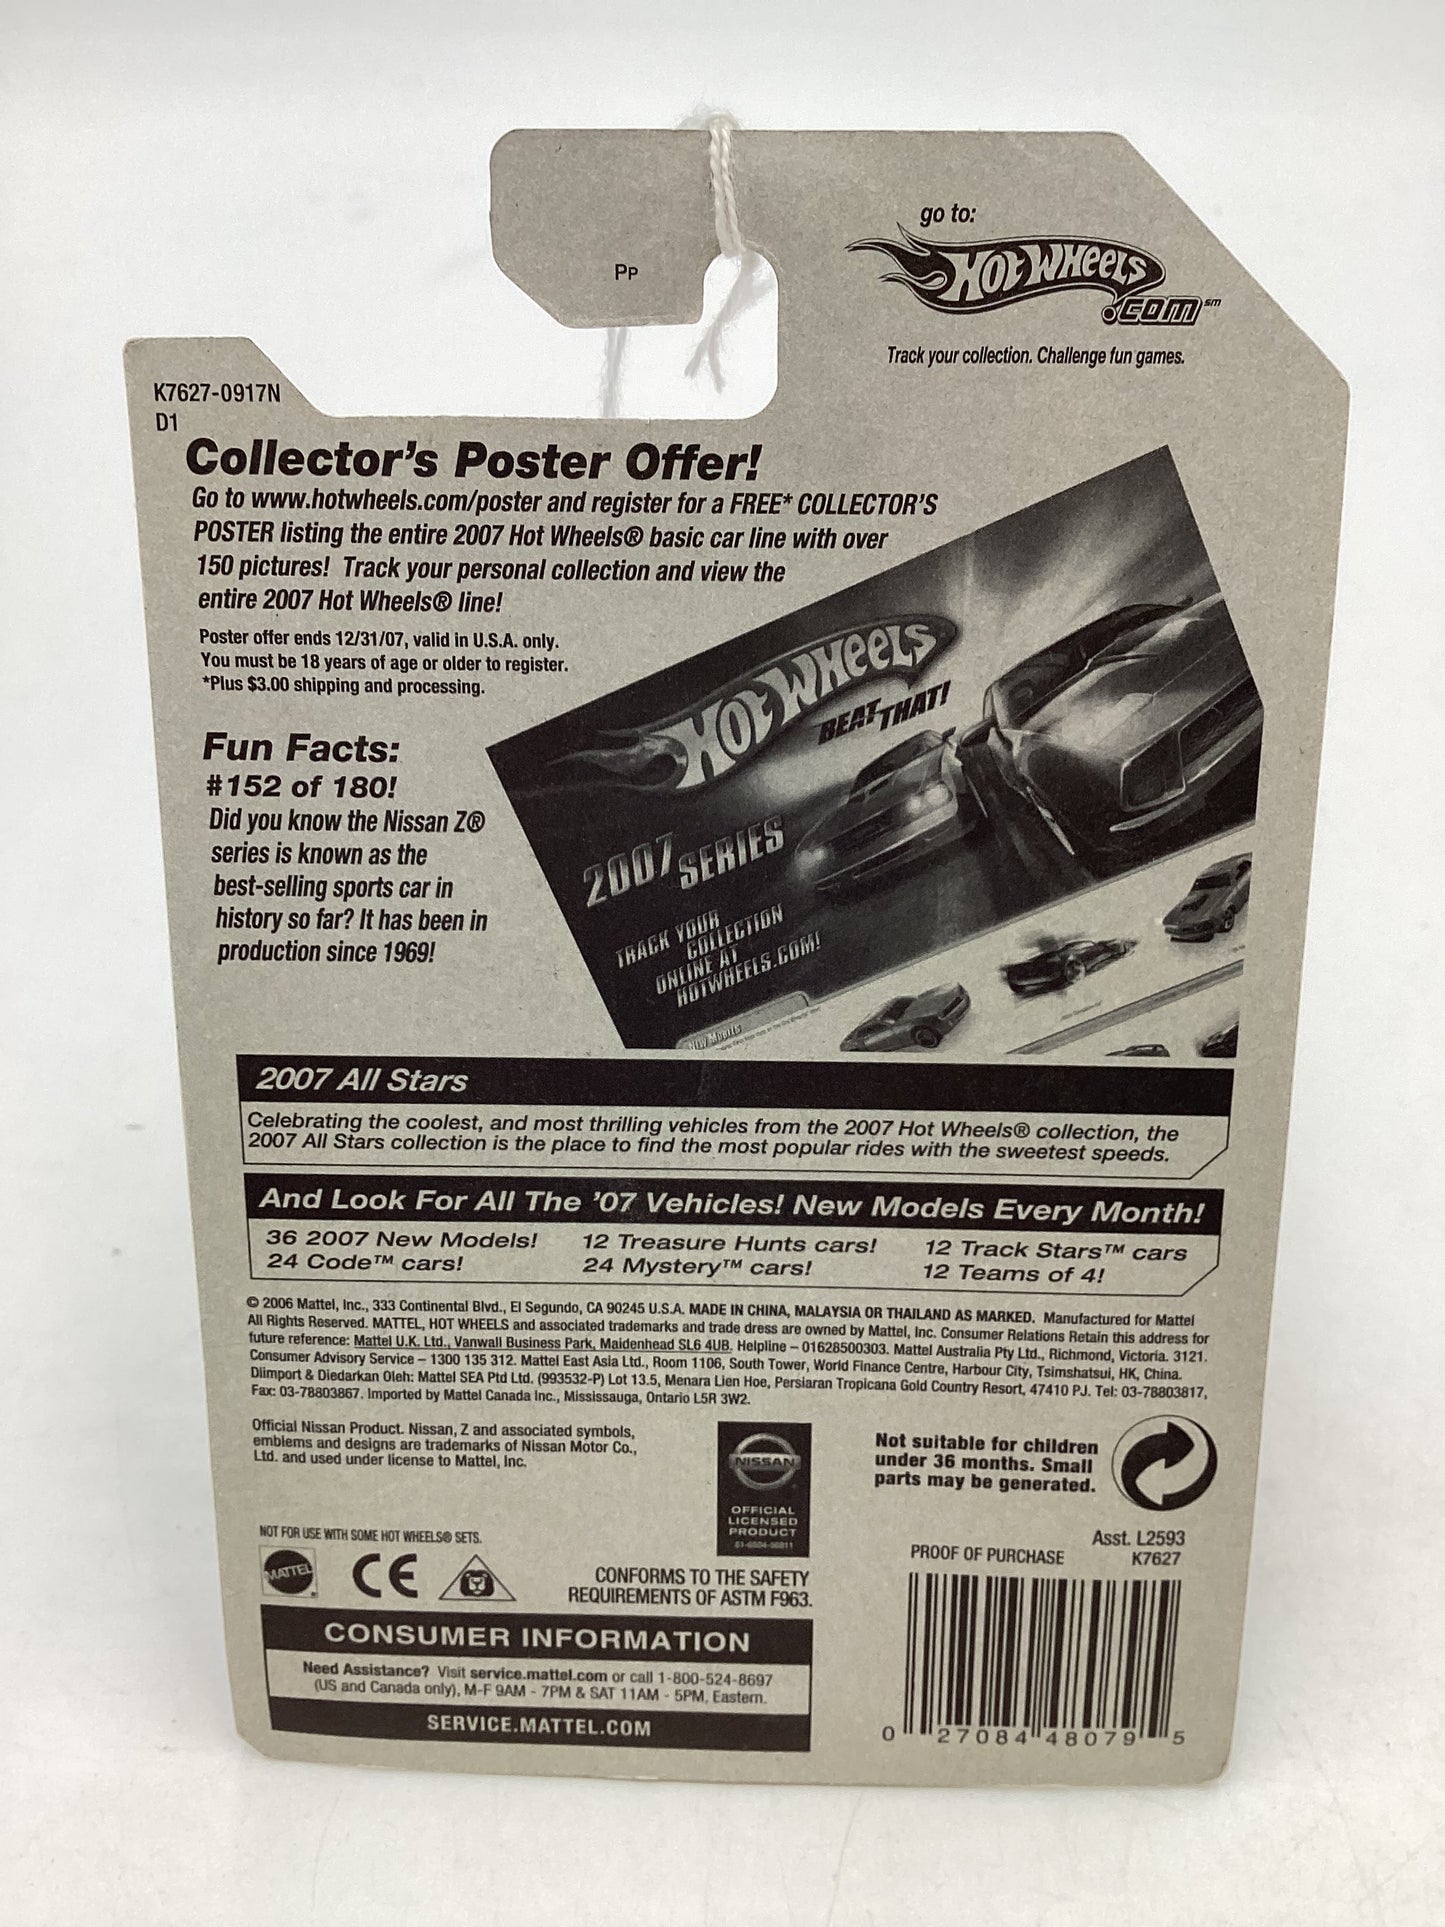 Pp
go to:
Hot Wheels
.com℠
Track your collection. Challenge fun games.
K7627-0917N
D1
Collector's Poster Offer!
Go to www.hotwheels.com/poster and register for a FREE* COLLECTOR'S
POSTER listing the entire 2007 Hot Wheels® basic car line with over
150 pictures! Track your personal collection and view the
entire 2007 Hot Wheels® line!
Poster offer ends 12/31/07, valid in U.S.A. only.
You must be 18 years of age or older to register.
*Plus $3.00 shipping and processing.
Hot Wheels
BEAT THAT!
2007 SERIES
TRACK YOUR
COLLECTION
ONLINE AT
HOTWHEELS.COM!
New Models
Fun Facts:
#152 of 180!
Did you know the Nissan Z®
series is known as the
best-selling sports car in
history so far? It has been in
production since 1969!
2007 All Stars
Celebrating the coolest, and most thrilling vehicles from the 2007 Hot Wheels® collection, the
2007 All Stars collection is the place to find the most popular rides with the sweetest speeds.
And Look For All The '07 Vehicles! New Models Every Month!
36 2007 New Models! 12 Treasure Hunts cars! 12 Track Stars™ cars
24 Code™ cars! 24 Mystery™ cars! 12 Teams of 4!
© 2006 Mattel, Inc., 333 Continental Blvd., El Segundo, CA 90245 U.S.A. MADE IN CHINA, MALAYSIA OR THAILAND AS MARKED. Manufactured for Mattel
All Rights Reserved. MATTEL, HOT WHEELS and associated trademarks and trade dress are owned by Mattel, Inc. Consumer Relations Retain this address for
future reference: Mattel U.K. Ltd., Vanwall Business Park, Maidenhead SL6 4UB. Helpline – 01628500303. Mattel Australia Pty Ltd., Richmond, Victoria. 3121.
Consumer Advisory Service – 1300 135 312. Mattel East Asia Ltd., Room 1106, South Tower, World Finance Centre, Harbour City, Tsimshatsui, HK, China.
Diimport & Diedarkan Oleh: Mattel SEA Ptd Ltd. (993532-P) Lot 13.5, Menara Lien Hoe, Persiaran Tropicana Gold Country Resort, 47410 PJ. Tel: 03-78803817,
Fax: 03-78803867. Imported by Mattel Canada Inc., Mississauga, Ontario L5R 3W2.
Official Nissan Product. Nissan, Z and associated symbols,
emblems and designs are trademarks of Nissan Motor Co.,
Ltd. and used under license to Mattel, Inc.
NISSAN
OFFICIAL
LICENSED
PRODUCT
Not suitable for children
under 36 months. Small
parts may be generated.
NOT FOR USE WITH SOME HOT WHEELS® SETS.
MATTEL
CE
CONFORMS TO THE SAFETY
REQUIREMENTS OF ASTM F963.
Asst. L2593
PROOF OF PURCHASE K7627
CONSUMER INFORMATION
Need Assistance? Visit service.mattel.com or call 1-800-524-8697
(US and Canada only), M-F 9AM - 7PM & SAT 11AM - 5PM, Eastern.
SERVICE.MATTEL.COM
0 27084 48079 5